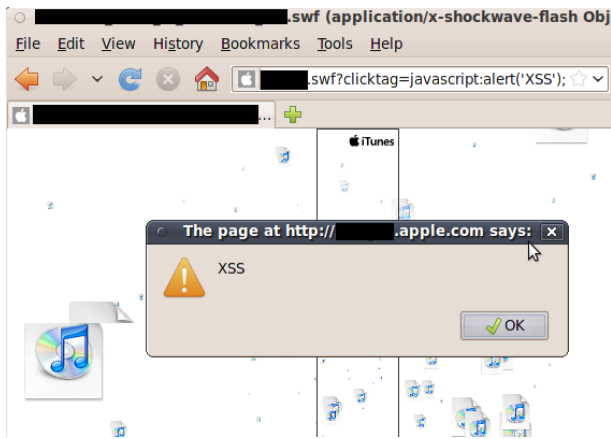 .swf (application/x-shockwave-flash Obj
File Edit View History Bookmarks Tools Help
.swf?clicktag=javascript:alert('XSS');
...
iTunes
The page at http:// .apple.com says:
XSS
OK